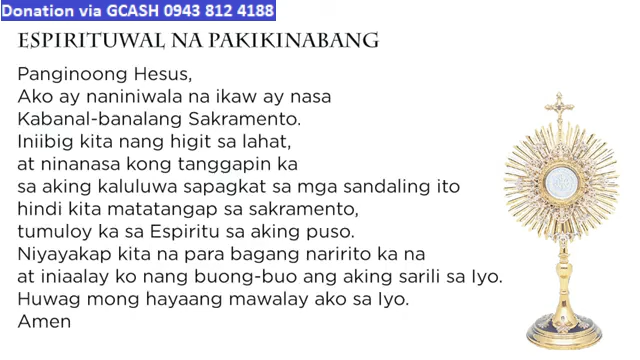 Donation via GCASH 0943 812 4188
ESPIRITUWAL NA PAKIKINABANG
Panginoong Hesus,
Ako ay naniniwala na ikaw ay nasa
Kabanal-banalang Sakramento.
Iniibig kita nang higit sa lahat,
at ninanasa kong tanggapin ka
sa aking kaluluwa sapagkat sa mga sandaling ito
hindi kita matatangap sa sakramento,
tumuloy ka sa Espiritu sa aking puso.
Niyayakap kita na para bagang naririto ka na
at iniaalay ko nang buong-buo ang aking sarili sa Iyo.
Huwag mong hayaang mawalay ako sa Iyo.
Amen